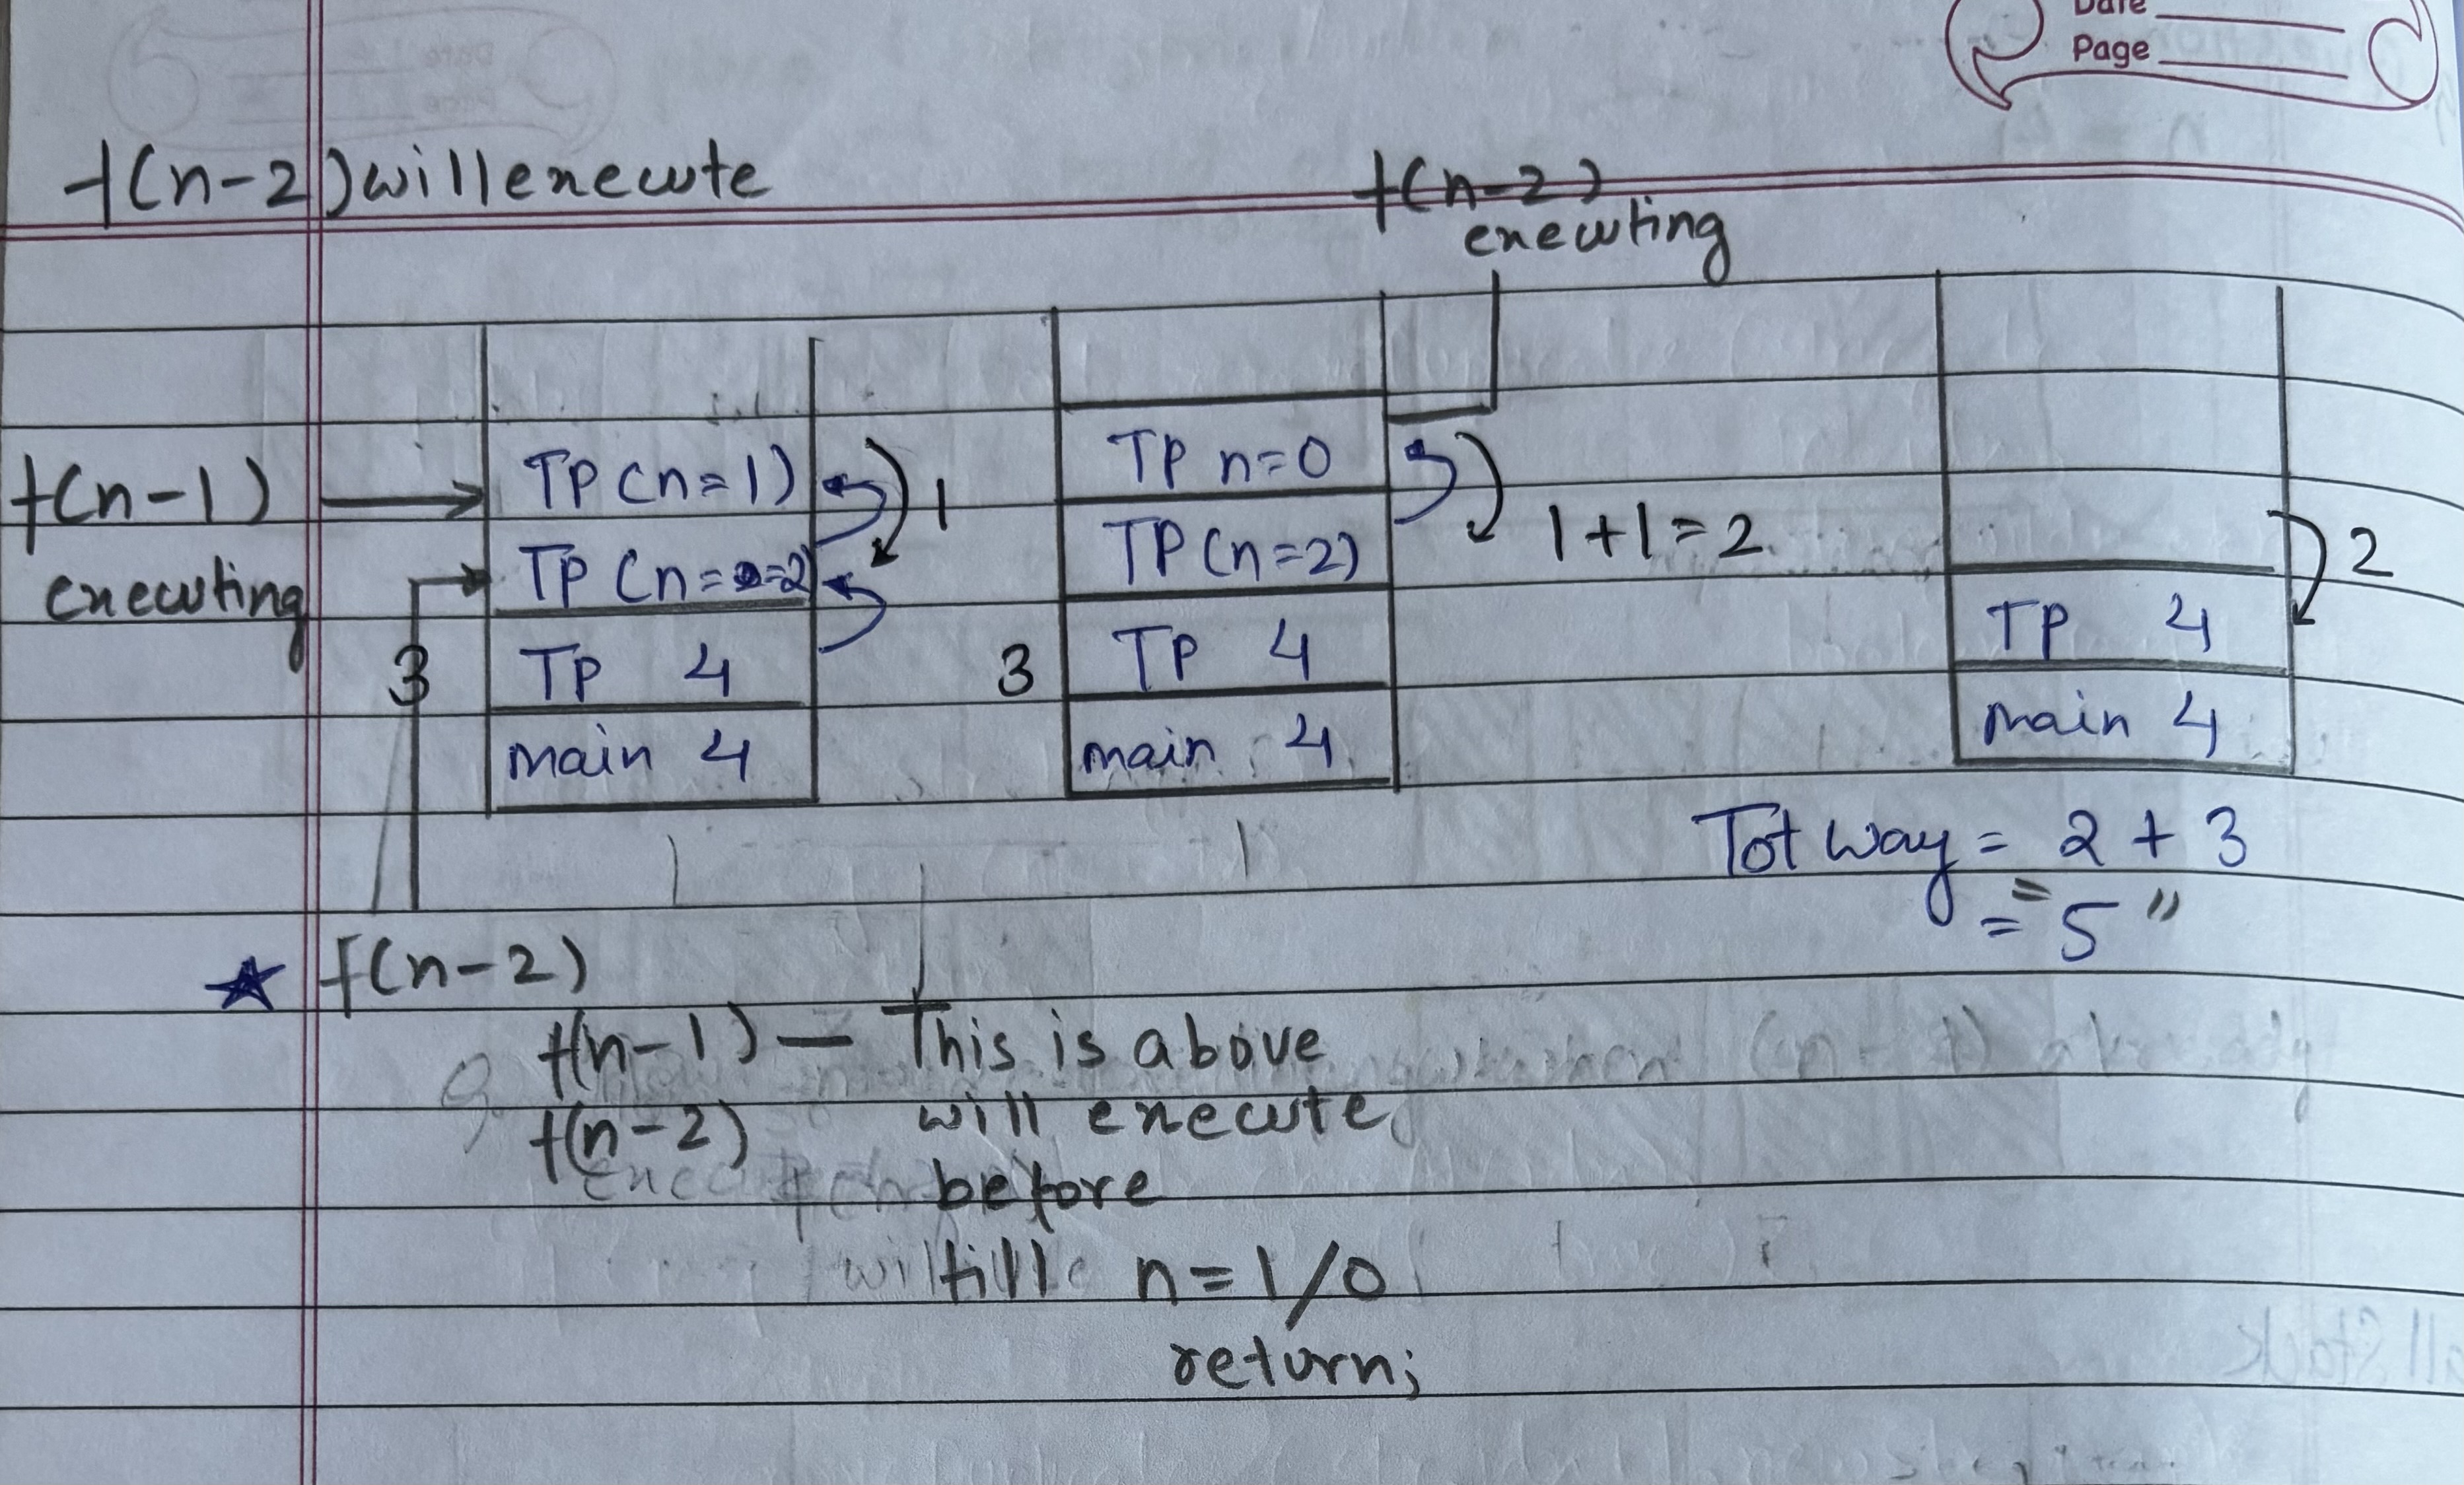 Date
Page
f(n-2) will execute
f(n-2)
executing
f(n-1)
executing
3
TP (n=1)
TP (n==2)
TP 4
main 4
1
3
TP n=0
TP (n=2)
TP 4
main 4
1+1=2
TP 4
main 4
2
Tot way = 2 + 3
= 5 "
★ f(n-2)
f(n-1) — This is above
f(n-2) will execute
before
till n=1/0
return;